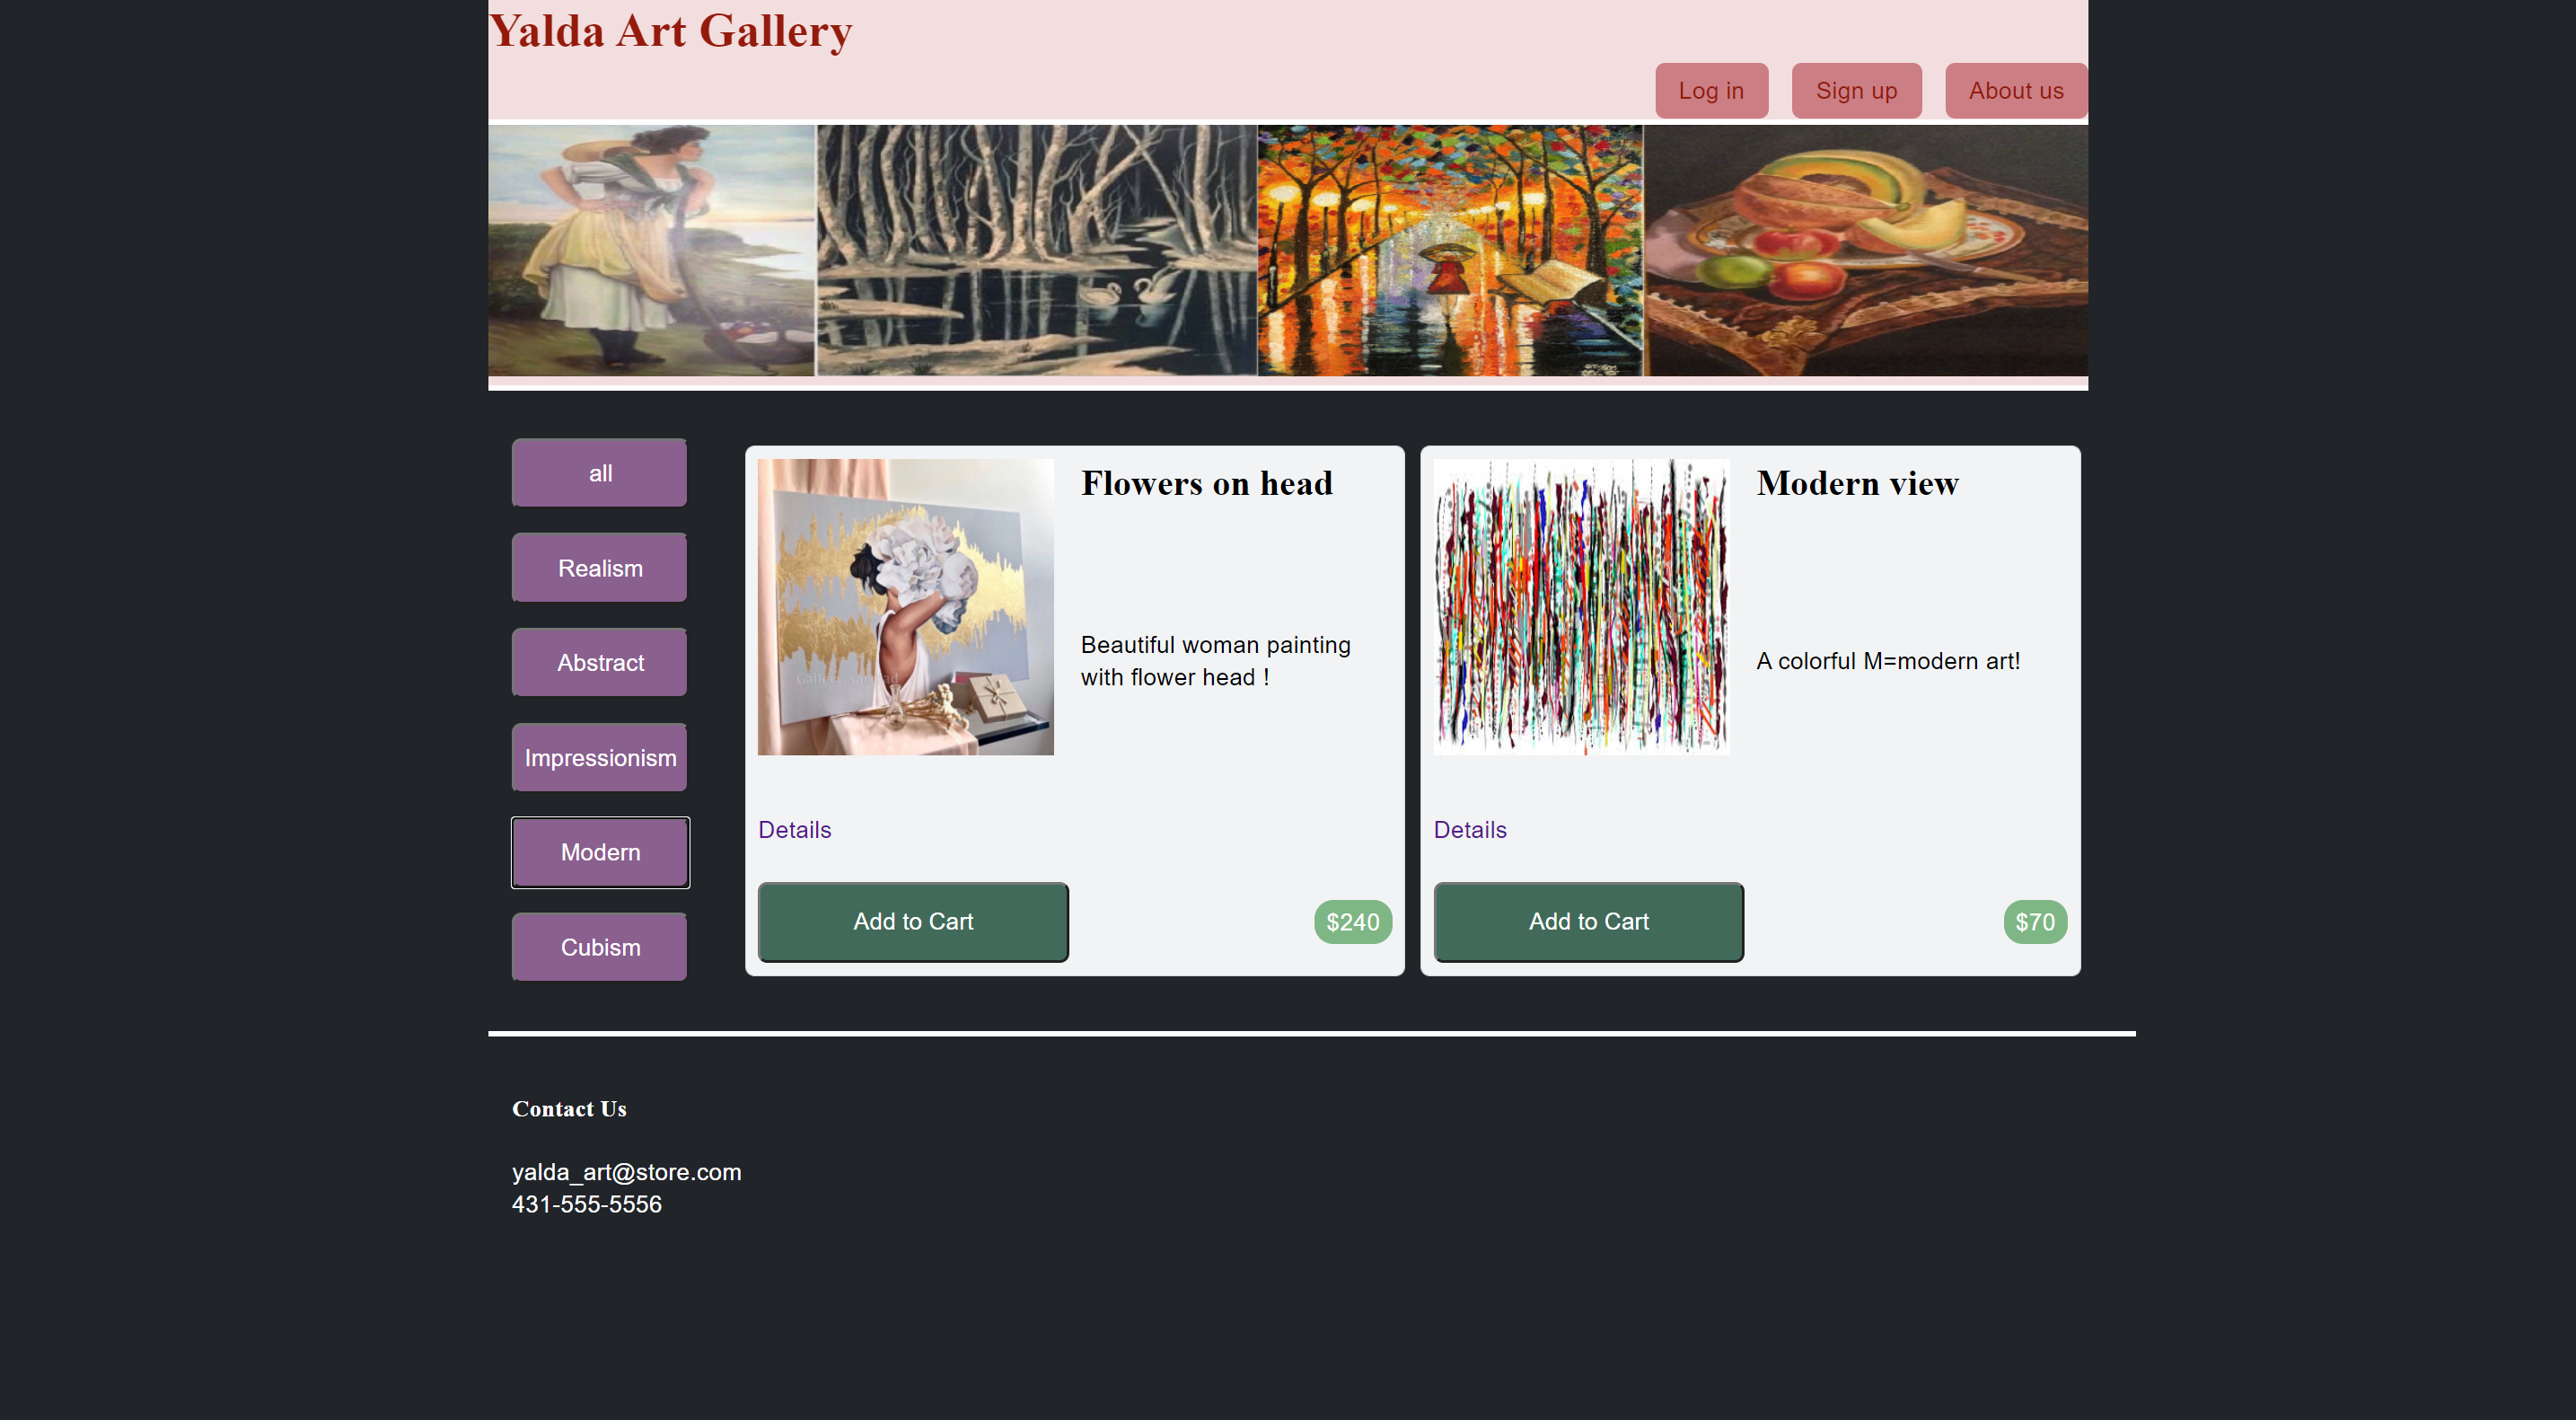 Yalda Art Gallery
Log in
Sign up
About us
all
Realism
Abstract
Impressionism
Modern
Cubism
Flowers on head
Beautiful woman painting
with flower head !
Details
Add to Cart
$240
Modern view
A colorful M=modern art!
Details
Add to Cart
$70
Contact Us
yalda_art@store.com
431-555-5556